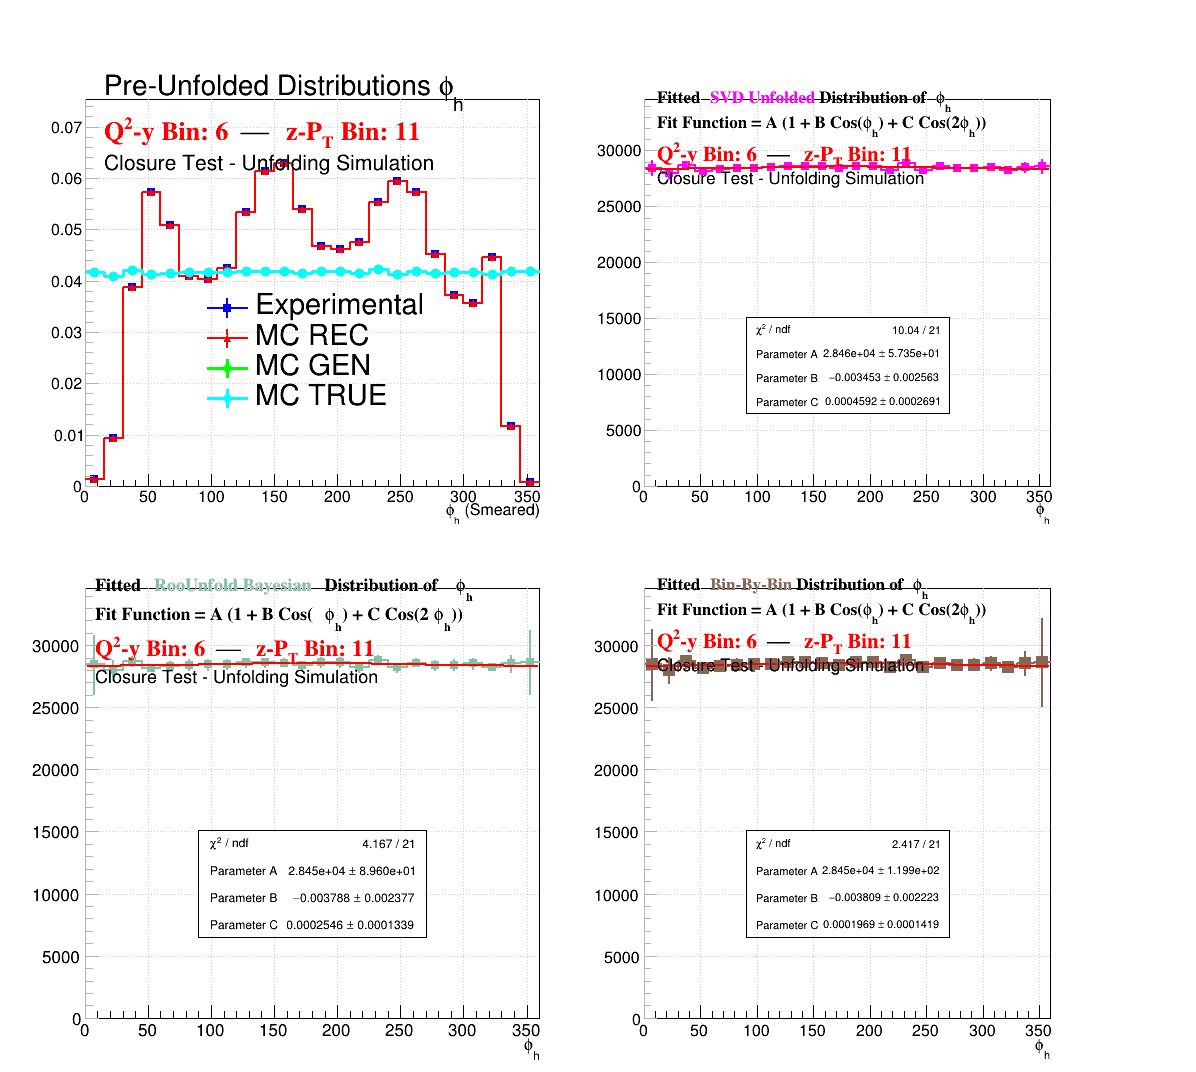 Pre-Unfolded Distributions ϕh
Q²-y Bin: 6 — z-PT Bin: 11
Closure Test - Unfolding Simulation
0.07
0.06
0.05
0.04
0.03
0.02
0.01
0
Experimental
MC REC
MC GEN
MC TRUE
0 50 100 150 200 250 300 350
ϕh (Smeared)
Fitted SVD Unfolded Distribution of ϕh
Fit Function = A (1 + B Cos(ϕh) + C Cos(2ϕh))
Q²-y Bin: 6 — z-PT Bin: 11
Closure Test - Unfolding Simulation
30000
25000
20000
15000
10000
5000
0
χ² / ndf 10.04 / 21
Parameter A 2.846e+04 ± 5.735e+01
Parameter B −0.003453 ± 0.002563
Parameter C 0.0004592 ± 0.0002691
0 50 100 150 200 250 300 350
ϕh
Fitted RooUnfold Bayesian Distribution of ϕh
Fit Function = A (1 + B Cos( ϕh) + C Cos(2 ϕh))
Q²-y Bin: 6 — z-PT Bin: 11
Closure Test - Unfolding Simulation
30000
25000
20000
15000
10000
5000
0
χ² / ndf 4.167 / 21
Parameter A 2.845e+04 ± 8.960e+01
Parameter B −0.003788 ± 0.002377
Parameter C 0.0002546 ± 0.0001339
0 50 100 150 200 250 300 350
ϕh
Fitted Bin-By-Bin Distribution of ϕh
Fit Function = A (1 + B Cos(ϕh) + C Cos(2ϕh))
Q²-y Bin: 6 — z-PT Bin: 11
Closure Test - Unfolding Simulation
30000
25000
20000
15000
10000
5000
0
χ² / ndf 2.417 / 21
Parameter A 2.845e+04 ± 1.199e+02
Parameter B −0.003809 ± 0.002223
Parameter C 0.0001969 ± 0.0001419
0 50 100 150 200 250 300 350
ϕh